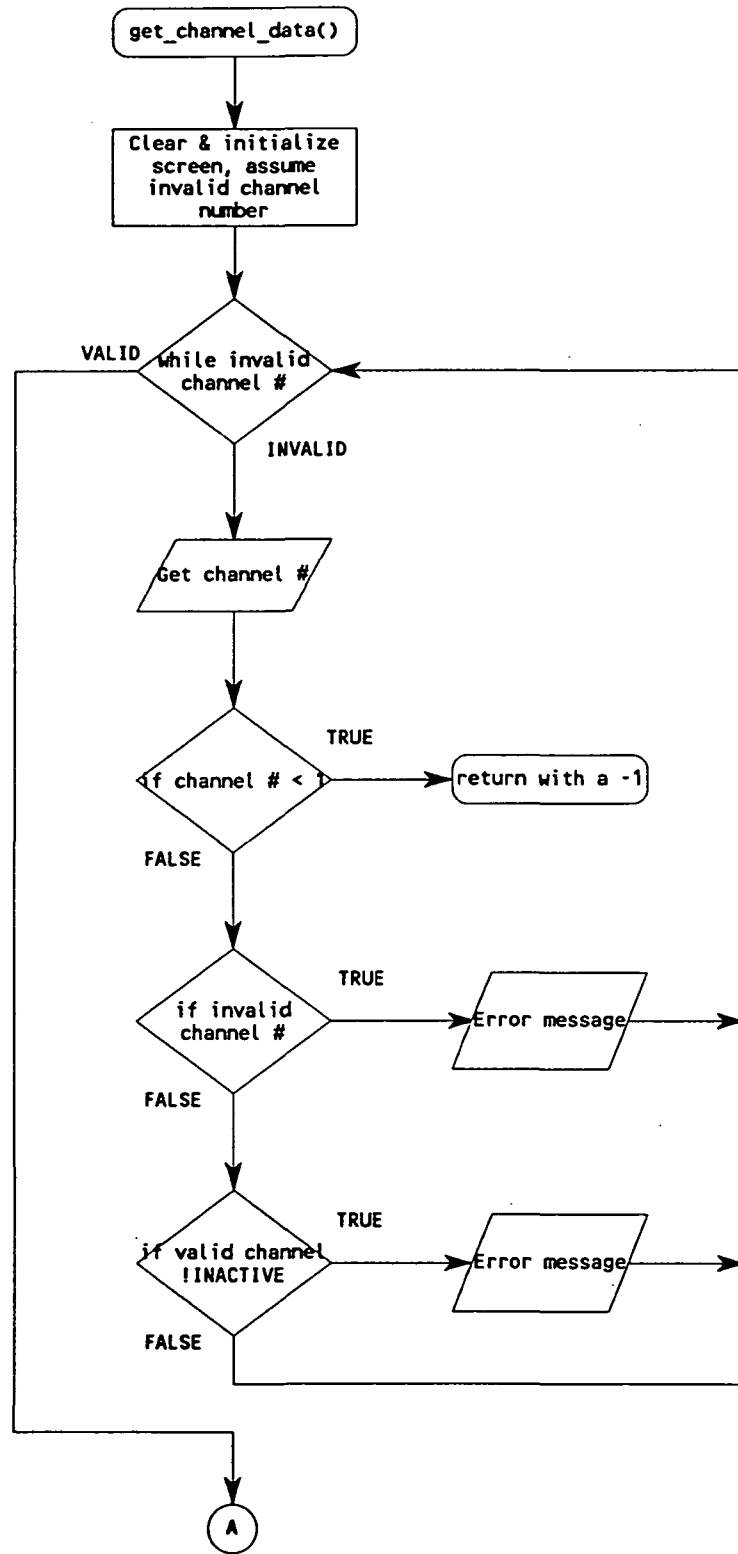 get_channel_data()
Clear & initialize
screen, assume
invalid channel
number
VALID
while invalid
channel #
INVALID
Get channel #
TRUE
if channel # < 1
return with a -1
FALSE
TRUE
if invalid
channel #
Error message
FALSE
TRUE
if valid channel
!INACTIVE
Error message
FALSE
A